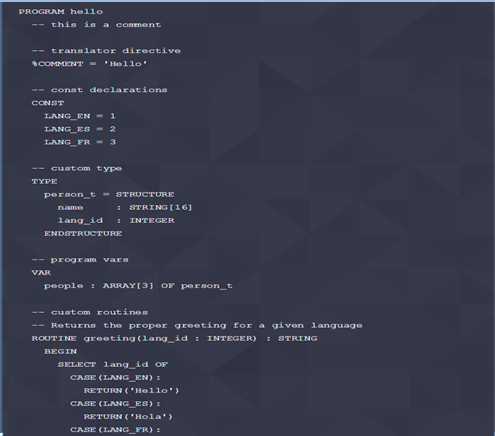 PROGRAM hello
-- this is a comment
-- translator directive
%COMMENT = 'Hello'
-- const declarations
CONST
LANG_EN = 1
LANG_ES = 2
LANG_FR = 3
-- custom type
TYPE
person_t = STRUCTURE
name : STRING[16]
lang_id : INTEGER
ENDSTRUCTURE
-- program vars
VAR
people : ARRAY[3] OF person_t
-- custom routines
-- Returns the proper greeting for a given language
ROUTINE greeting(lang_id : INTEGER) : STRING
BEGIN
SELECT lang_id OF
CASE(LANG_EN):
RETURN('Hello')
CASE(LANG_ES):
RETURN('Hola')
CASE(LANG_FR):